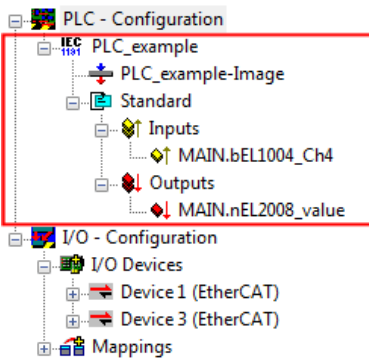 PLC - Configuration
IEC
1131
PLC_example
PLC_example-Image
Standard
Inputs
MAIN.bEL1004_Ch4
Outputs
MAIN.nEL2008_value
I/O - Configuration
I/O Devices
Device 1 (EtherCAT)
Device 3 (EtherCAT)
Mappings